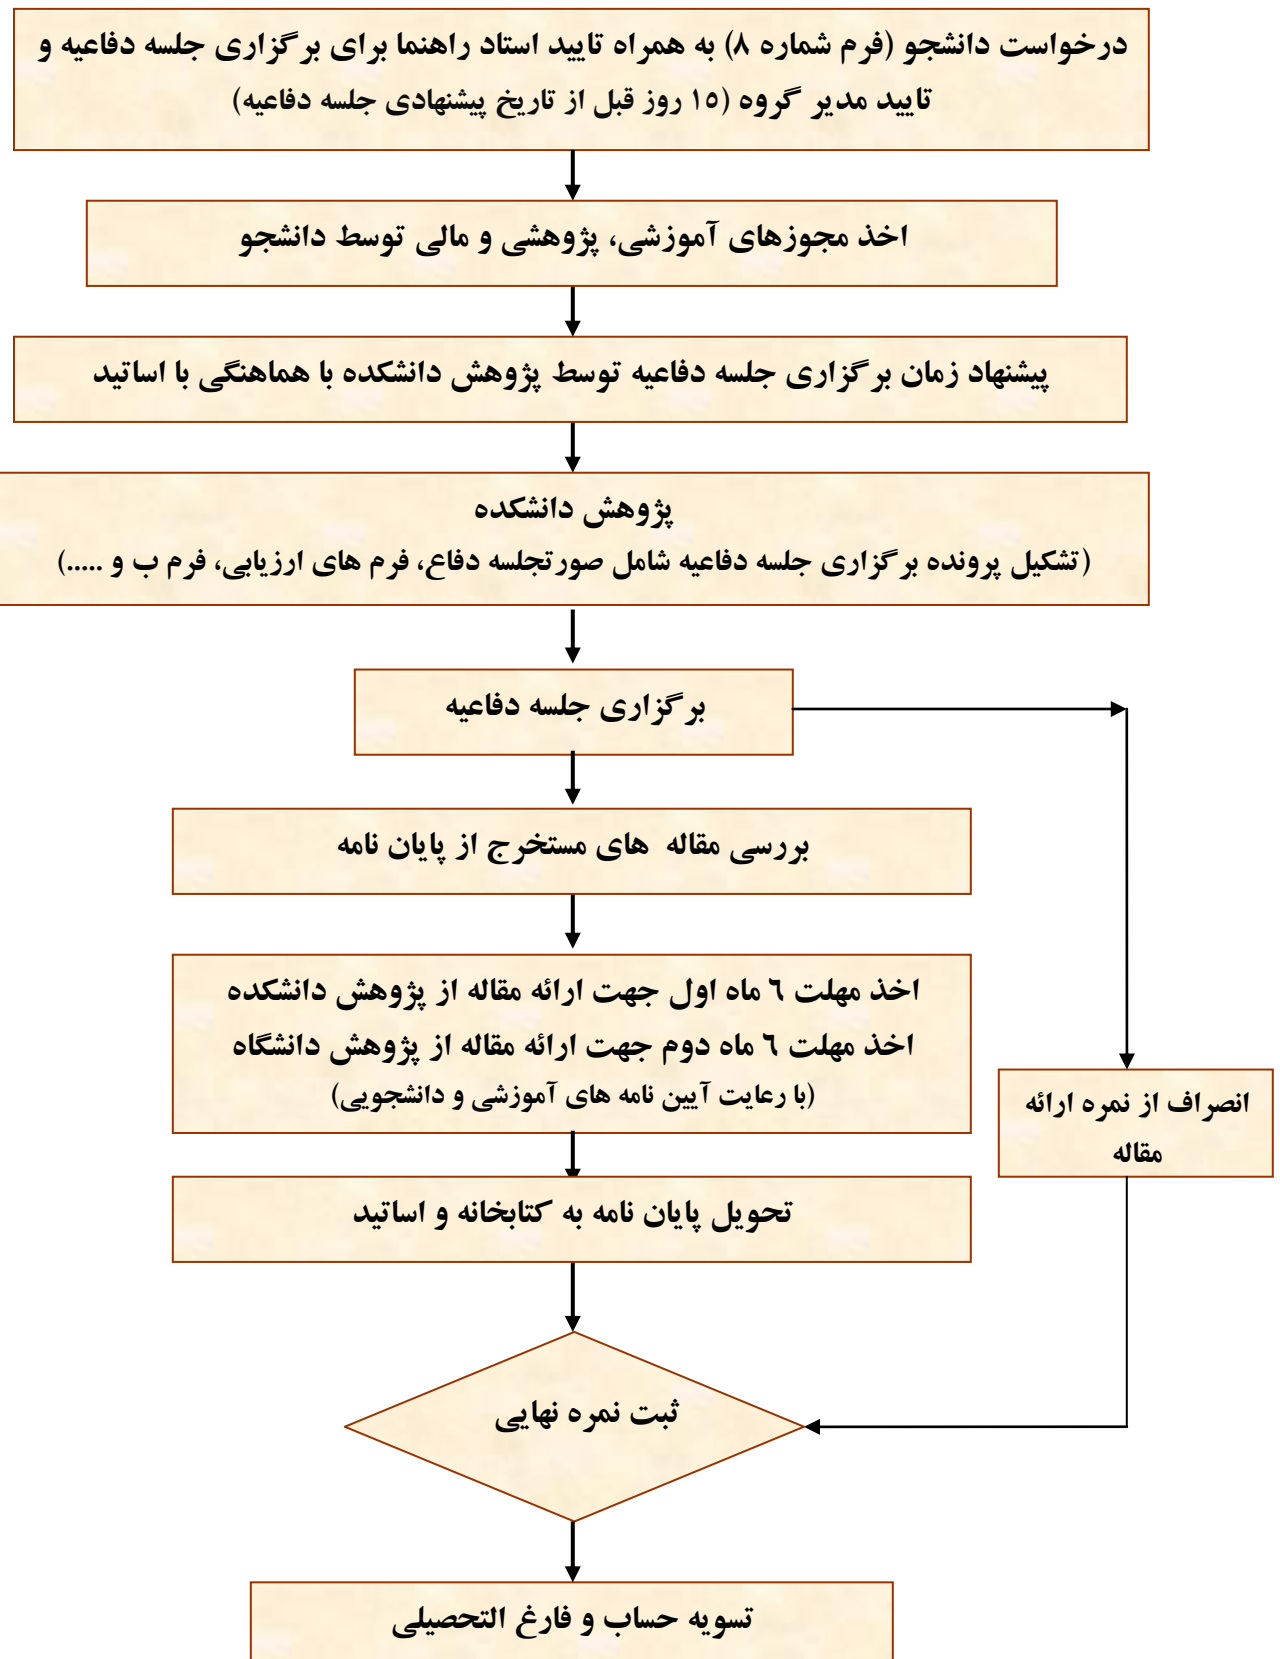 درخواست دانشجو (فرم شماره ۸) به همراه تایید استاد راهنما برای برگزاری جلسه دفاعیه و
تایید مدیر گروه (۱۵ روز قبل از تاریخ پیشنهادی جلسه دفاعیه)
اخذ مجوزهای آموزشی، پژوهشی و مالی توسط دانشجو
پیشنهاد زمان برگزاری جلسه دفاعیه توسط پژوهش دانشکده با هماهنگی با اساتید
پژوهش دانشکده
(تشکیل پرونده برگزاری جلسه دفاعیه شامل صورتجلسه دفاع، فرم های ارزیابی، فرم ب و .....)
برگزاری جلسه دفاعیه
بررسی مقاله های مستخرج از پایان نامه
اخذ مهلت ٦ ماه اول جهت ارائه مقاله از پژوهش دانشکده
اخذ مهلت ٦ ماه دوم جهت ارائه مقاله از پژوهش دانشگاه
(با رعایت آیین نامه های آموزشی و دانشجویی)
انصراف از نمره ارائه
مقاله
تحویل پایان نامه به کتابخانه و اساتید
ثبت نمره نهایی
تسویه حساب و فارغ التحصیلی